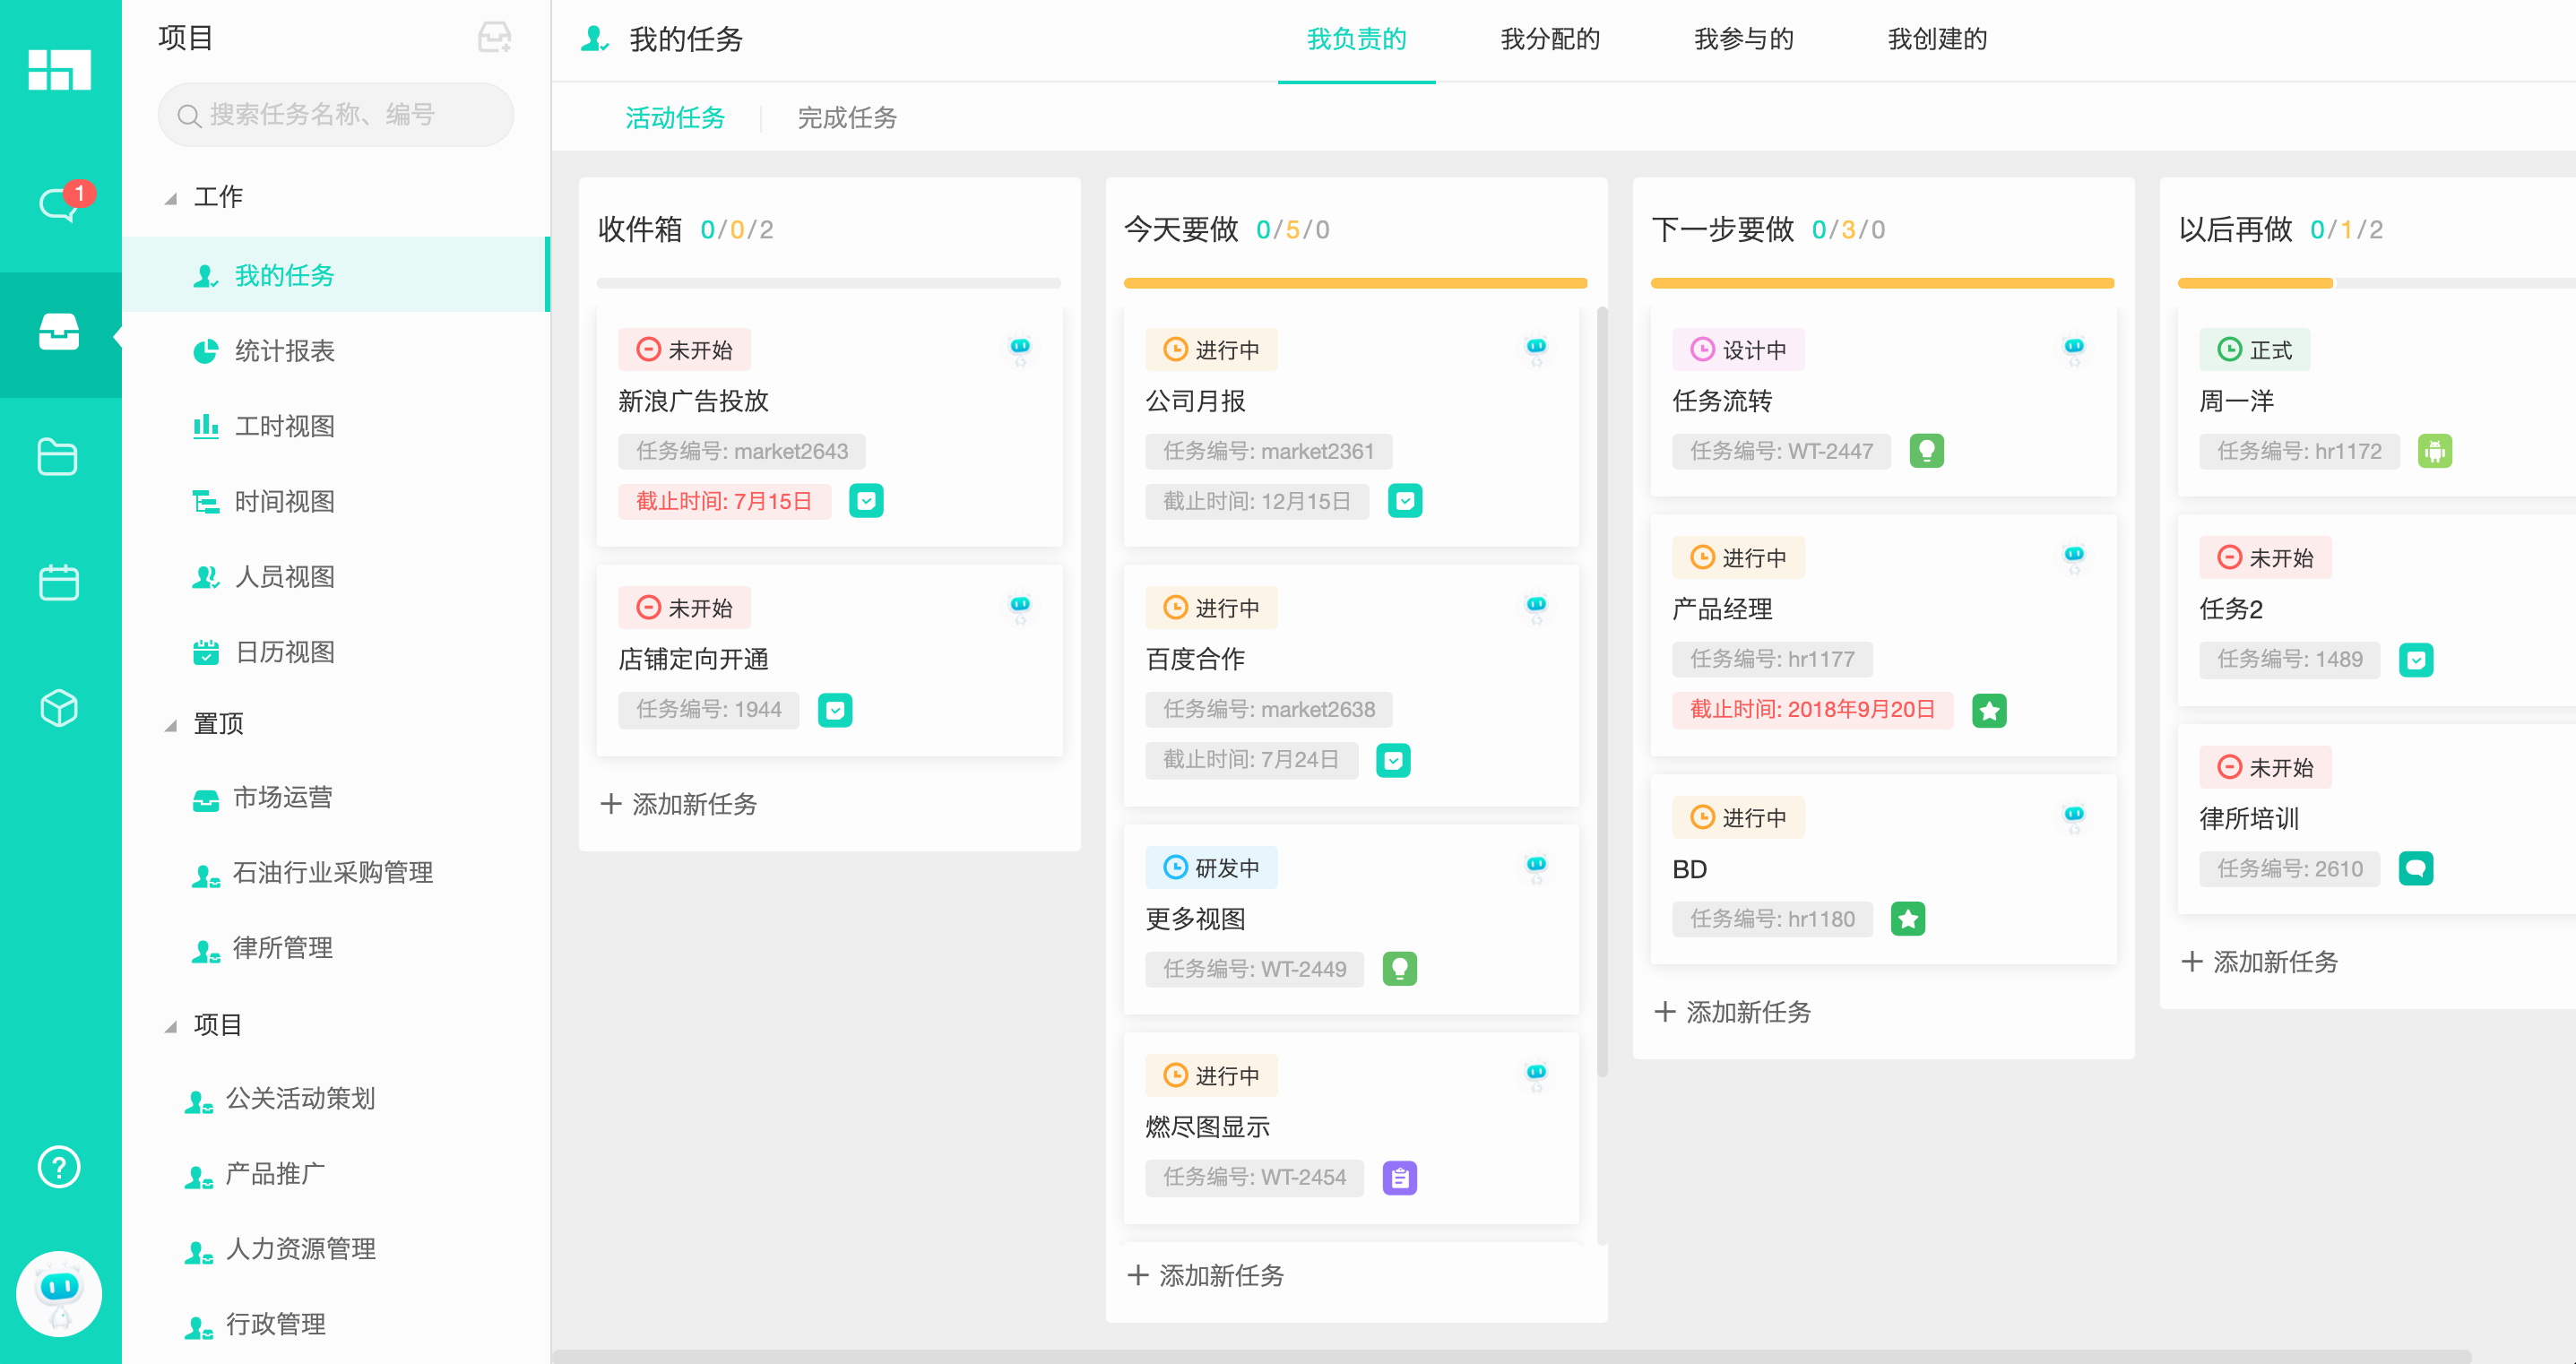 1
?
项目
搜索任务名称、编号
工作
我的任务
统计报表
工时视图
时间视图
人员视图
日历视图
置顶
市场运营
石油行业采购管理
律所管理
项目
公关活动策划
产品推广
人力资源管理
行政管理
我的任务
我负责的
我分配的
我参与的
我创建的
活动任务
完成任务
收件箱 0/0/2
未开始
新浪广告投放
任务编号: market2643
截止时间: 7月15日
未开始
店铺定向开通
任务编号: 1944
+ 添加新任务
今天要做 0/5/0
进行中
公司月报
任务编号: market2361
截止时间: 12月15日
进行中
百度合作
任务编号: market2638
截止时间: 7月24日
研发中
更多视图
任务编号: WT-2449
进行中
燃尽图显示
任务编号: WT-2454
+ 添加新任务
下一步要做 0/3/0
设计中
任务流转
任务编号: WT-2447
进行中
产品经理
任务编号: hr1177
截止时间: 2018年9月20日
进行中
BD
任务编号: hr1180
+ 添加新任务
以后再做 0/1/2
正式
周一洋
任务编号: hr1172
未开始
任务2
任务编号: 1489
未开始
律所培训
任务编号: 2610
+ 添加新任务